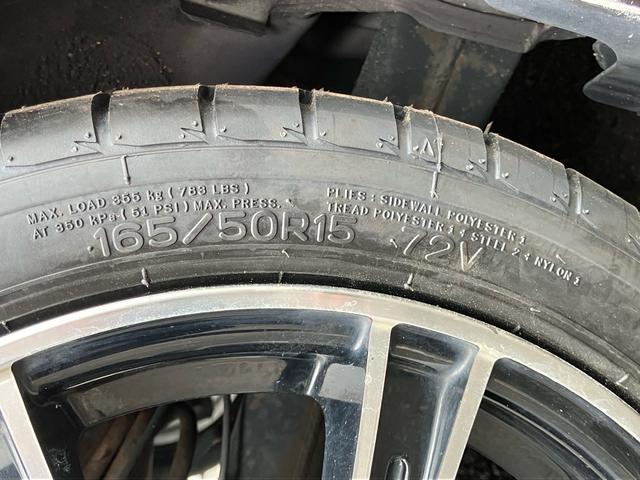 MAX. LOAD 355 kg ( 783 LBS )
AT 350 kPa ( 51 PSI ) MAX. PRESS.
PLIES : SIDEWALL POLYESTER 1
TREAD POLYESTER 1 + STEEL 2 + NYLON 1
165/50R15 72V